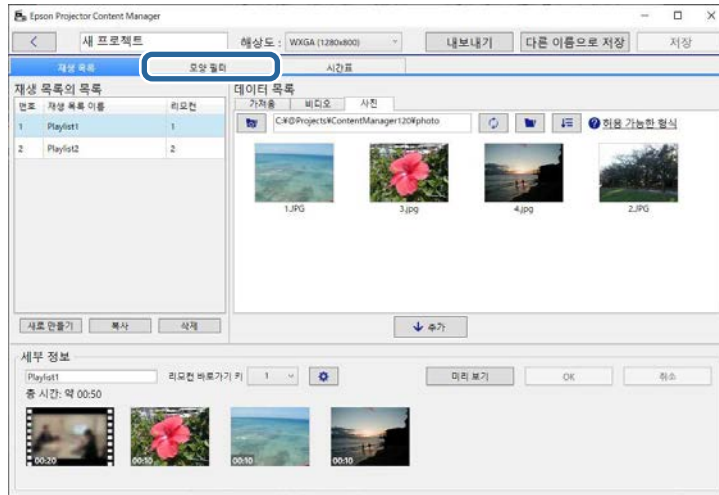 Epson Projector Content Manager
새 프로젝트 해상도 : WXGA (1280x800) 내보내기 다른 이름으로 저장 저장
재생 목록 모양 필터 시간표
재생 목록의 목록 데이터 목록
번호 재생 목록 이름 리모컨 가져옴 비디오 사진
C:¥@Projects¥ContentManager120¥photo 허용 가능한 형식
1 Playlist1 1
2 Playlist2 2
1.JPG 3.jpg 4.jpg 2.JPG
새로 만들기 복사 삭제 추가
세부 정보
Playlist1 리모컨 바로가기 키 1 미리 보기 OK 취소
총 시간: 약 00:50
00:20 00:10 00:10 00:10